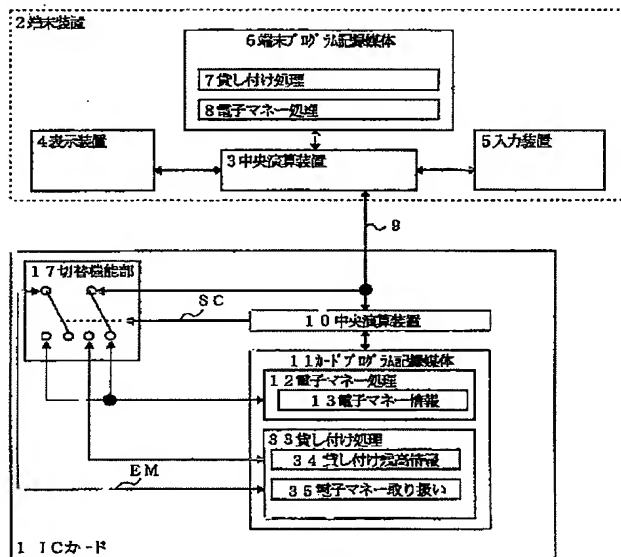 2端末装置
6端末プログラム記録媒体
7貸し付け処理
8電子マネー処理
4表示装置
3中央演算装置
5入力装置
9
17切替機能部
SC
10中央演算装置
11カードプログラム記録媒体
12電子マネー処理
13電子マネー情報
33貸し付け処理
34貸し付け残高情報
EM
35電子マネー取り扱い
1 ICカード